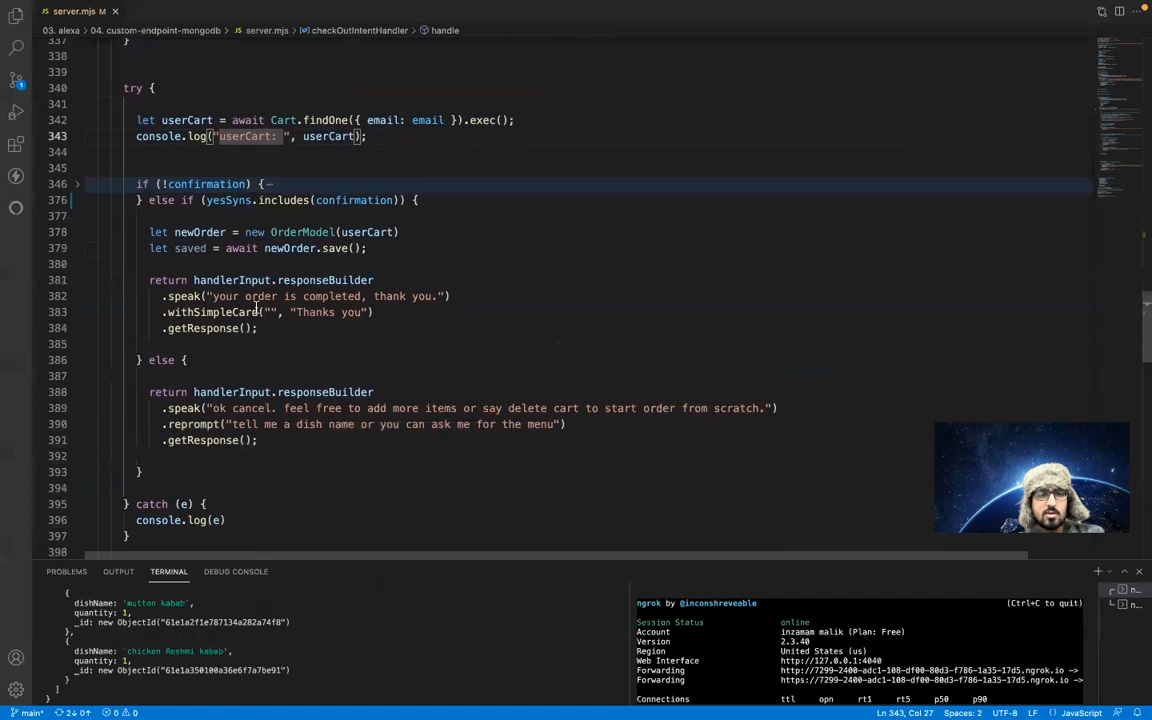 server.mjs M
03. alexa > 04. custom-endpoint-mongodb > server.mjs > checkOutIntentHandler > handle
337 }
338
339
340 try {
341
342 let userCart = await Cart.findOne({ email: email }).exec();
343 console.log("userCart: ", userCart);
344
345
346 if (!confirmation) {
376 } else if (yesSyns.includes(confirmation)) {
377
378 let newOrder = new OrderModel(userCart)
379 let saved = await newOrder.save();
380
381 return handlerInput.responseBuilder
382 .speak("your order is completed, thank you.")
383 .withSimpleCard("", "Thanks you")
384 .getResponse();
385
386 } else {
387
388 return handlerInput.responseBuilder
389 .speak("ok cancel. feel free to add more items or say delete cart to start order from scratch.")
390 .reprompt("tell me a dish name or you can ask me for the menu")
391 .getResponse();
392
393 }
394
395 } catch (e) {
396 console.log(e)
397 }
398
PROBLEMS OUTPUT TERMINAL DEBUG CONSOLE
{
dishName: 'mutton kabab',
quantity: 1,
_id: new ObjectId("61e1a2f1e787134a282a74f8")
},
{
dishName: 'chicken Reshmi kabab',
quantity: 1,
_id: new ObjectId("61e1a350100a36e6f7a7be91")
}
]
}
ngrok by @inconshreveable (Ctrl+C to quit)
Session Status online
Account inzamam malik (Plan: Free)
Version 2.3.40
Region United States (us)
Web Interface http://127.0.0.1:4040
Forwarding http://7299-2400-adc1-108-df00-80d3-f786-1a35-17d5.ngrok.io ->
Forwarding https://7299-2400-adc1-108-df00-80d3-f786-1a35-17d5.ngrok.io ->
Connections ttl opn rt1 rt5 p50 p90
n...
n...
main* 2↓ 0↑ 0 0 Ln 343, Col 27 Spaces: 2 UTF-8 LF JavaScript